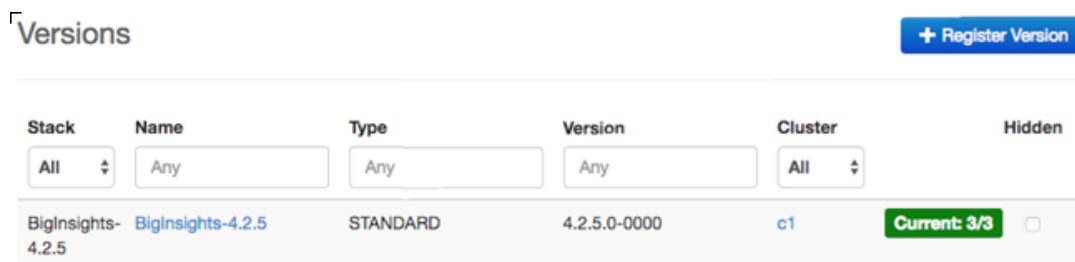 Versions
+ Register Version
Stack Name Type Version Cluster Hidden
All Any Any Any All
BigInsights- BigInsights-4.2.5 STANDARD 4.2.5.0-0000 c1 Current: 3/3
4.2.5